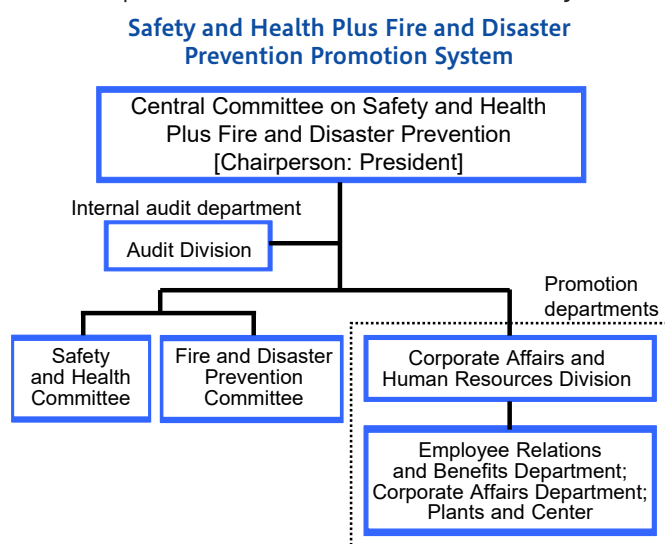 Safety and Health Plus Fire and Disaster
Prevention Promotion System
Central Committee on Safety and Health
Plus Fire and Disaster Prevention
[Chairperson: President]
Internal audit department
Audit Division
Promotion
departments
Safety
and Health
Committee
Fire and Disaster
Prevention
Committee
Corporate Affairs and
Human Resources Division
Employee Relations
and Benefits Department;
Corporate Affairs Department;
Plants and Center